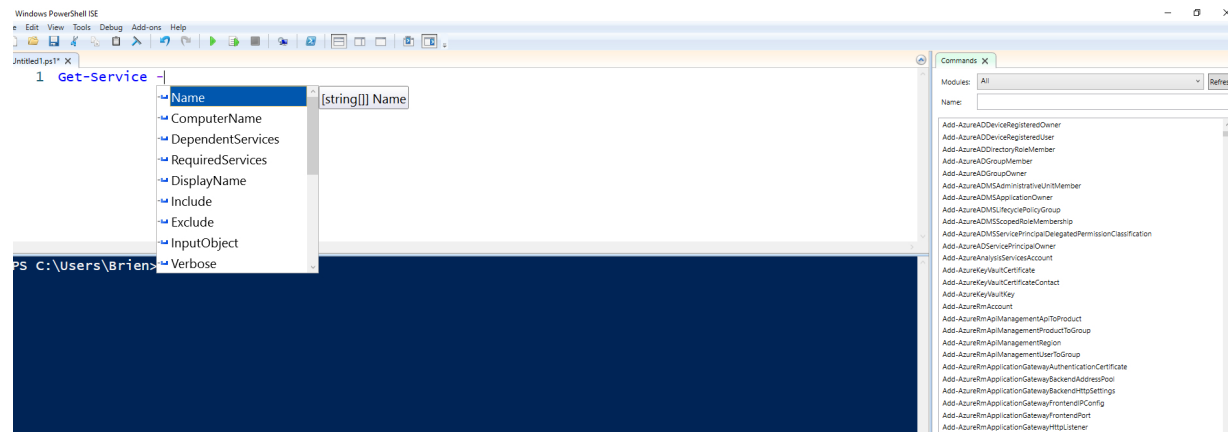 Windows PowerShell ISE
e Edit View Tools Debug Add-ons Help
Untitled1.ps1* X
1 Get-Service -
Name
[string[]] Name
ComputerName
DependentServices
RequiredServices
DisplayName
Include
Exclude
InputObject
Verbose
PS C:\Users\Brien>
Commands X
Modules: All
Refres
Name:
Add-AzureADDeviceRegisteredOwner
Add-AzureADDeviceRegisteredUser
Add-AzureADDirectoryRoleMember
Add-AzureADGroupMember
Add-AzureADGroupOwner
Add-AzureADMSAdministrativeUnitMember
Add-AzureADMSApplicationOwner
Add-AzureADMSLifecyclePolicyGroup
Add-AzureADMSScopedRoleMembership
Add-AzureADMSServicePrincipalDelegatedPermissionClassification
Add-AzureADServicePrincipalOwner
Add-AzureAnalysisServicesAccount
Add-AzureKeyVaultCertificate
Add-AzureKeyVaultCertificateContact
Add-AzureKeyVaultKey
Add-AzureRmAccount
Add-AzureRmApiManagementApiToProduct
Add-AzureRmApiManagementProductToGroup
Add-AzureRmApiManagementRegion
Add-AzureRmApiManagementUserToGroup
Add-AzureRmApplicationGatewayAuthenticationCertificate
Add-AzureRmApplicationGatewayBackendAddressPool
Add-AzureRmApplicationGatewayBackendHttpSettings
Add-AzureRmApplicationGatewayFrontendIPConfig
Add-AzureRmApplicationGatewayFrontendPort
Add-AzureRmApplicationGatewayHttpListener